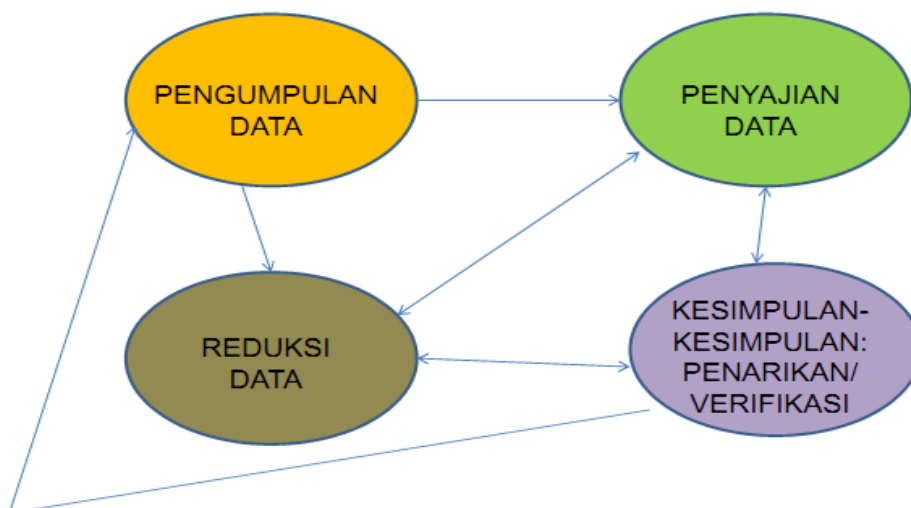 PENGUMPULAN
DATA
PENYAJIAN
DATA
REDUKSI
DATA
KESIMPULAN-
KESIMPULAN:
PENARIKAN/
VERIFIKASI